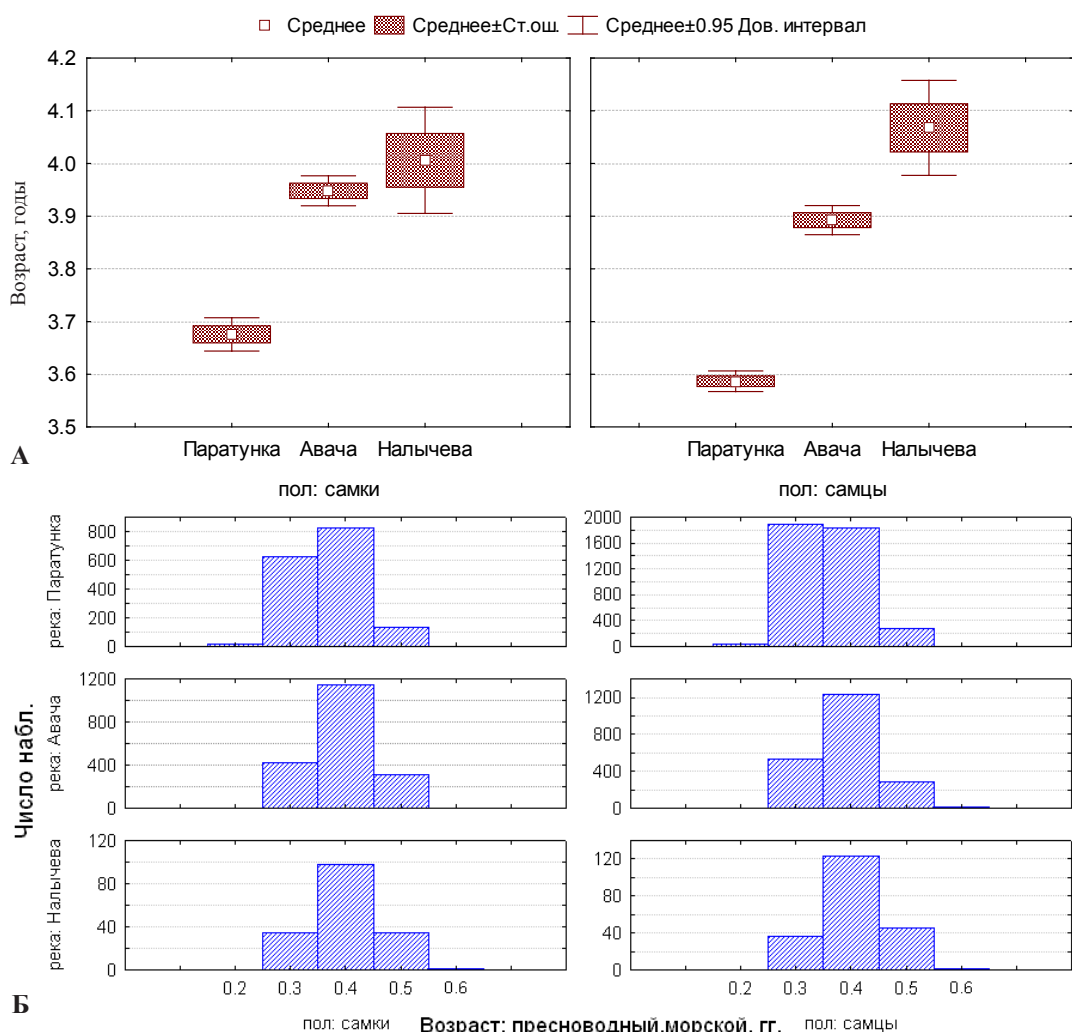 Среднее Среднее±Ст.ош. Среднее±0.95 Дов. интервал
Возраст, годы
4.2
4.1
4.0
3.9
3.8
3.7
3.6
3.5
Паратунка Авача Налычева Паратунка Авача Налычева
А
пол: самки пол: самцы
Число набл.
река: Паратунка
800
600
400
200
0
2000
1600
1200
800
400
0
река: Авача
1200
800
400
0
1200
800
400
0
река: Налычева
120
80
40
0
120
80
40
0
0.2 0.3 0.4 0.5 0.6 0.2 0.3 0.4 0.5 0.6
Б
пол: самки Возраст: пресноводный.морской, гг. пол: самцы